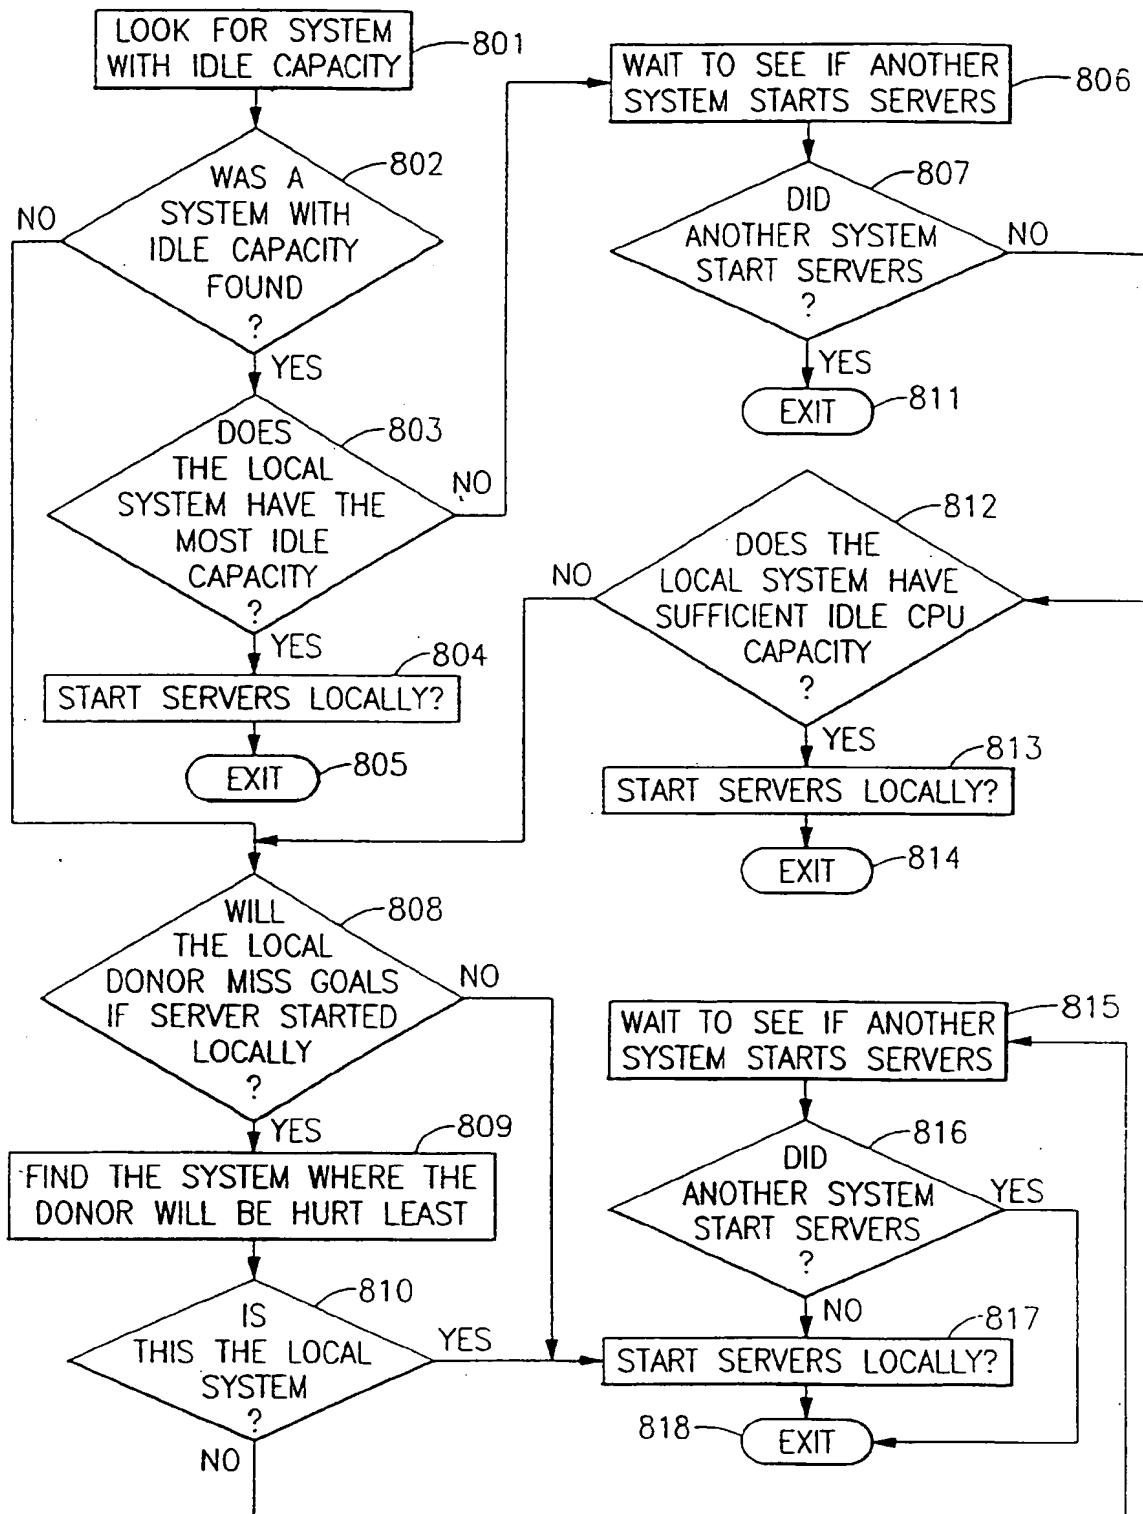 LOOK FOR SYSTEM
WITH IDLE CAPACITY
801
WAS A
SYSTEM WITH
IDLE CAPACITY
FOUND
?
802
NO
YES
DOES
THE LOCAL
SYSTEM HAVE THE
MOST IDLE
CAPACITY
?
803
NO
YES
START SERVERS LOCALLY?
804
EXIT
805
WAIT TO SEE IF ANOTHER
SYSTEM STARTS SERVERS
806
DID
ANOTHER SYSTEM
START SERVERS
?
807
NO
YES
EXIT
811
DOES THE
LOCAL SYSTEM HAVE
SUFFICIENT IDLE CPU
CAPACITY
?
812
NO
YES
START SERVERS LOCALLY?
813
EXIT
814
WILL
THE LOCAL
DONOR MISS GOALS
IF SERVER STARTED
LOCALLY
?
808
NO
YES
FIND THE SYSTEM WHERE THE
DONOR WILL BE HURT LEAST
809
IS
THIS THE LOCAL
SYSTEM
?
810
YES
NO
WAIT TO SEE IF ANOTHER
SYSTEM STARTS SERVERS
815
DID
ANOTHER SYSTEM
START SERVERS
?
816
YES
NO
START SERVERS LOCALLY?
817
EXIT
818